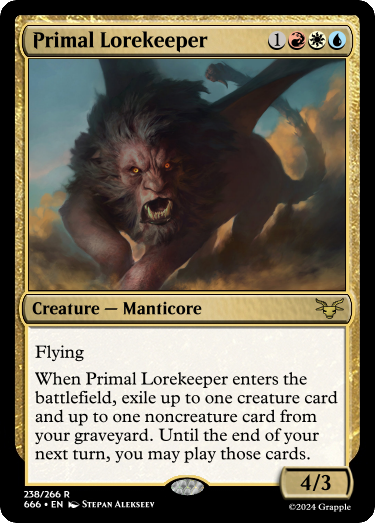 Primal Lorekeeper 1
Creature — Manticore
Flying
When Primal Lorekeeper enters the
battlefield, exile up to one creature card
and up to one noncreature card from
your graveyard. Until the end of your
next turn, you may play those cards.
4/3
238/266 R
666 • EN Stepan Alekseev
©2024 Grapple